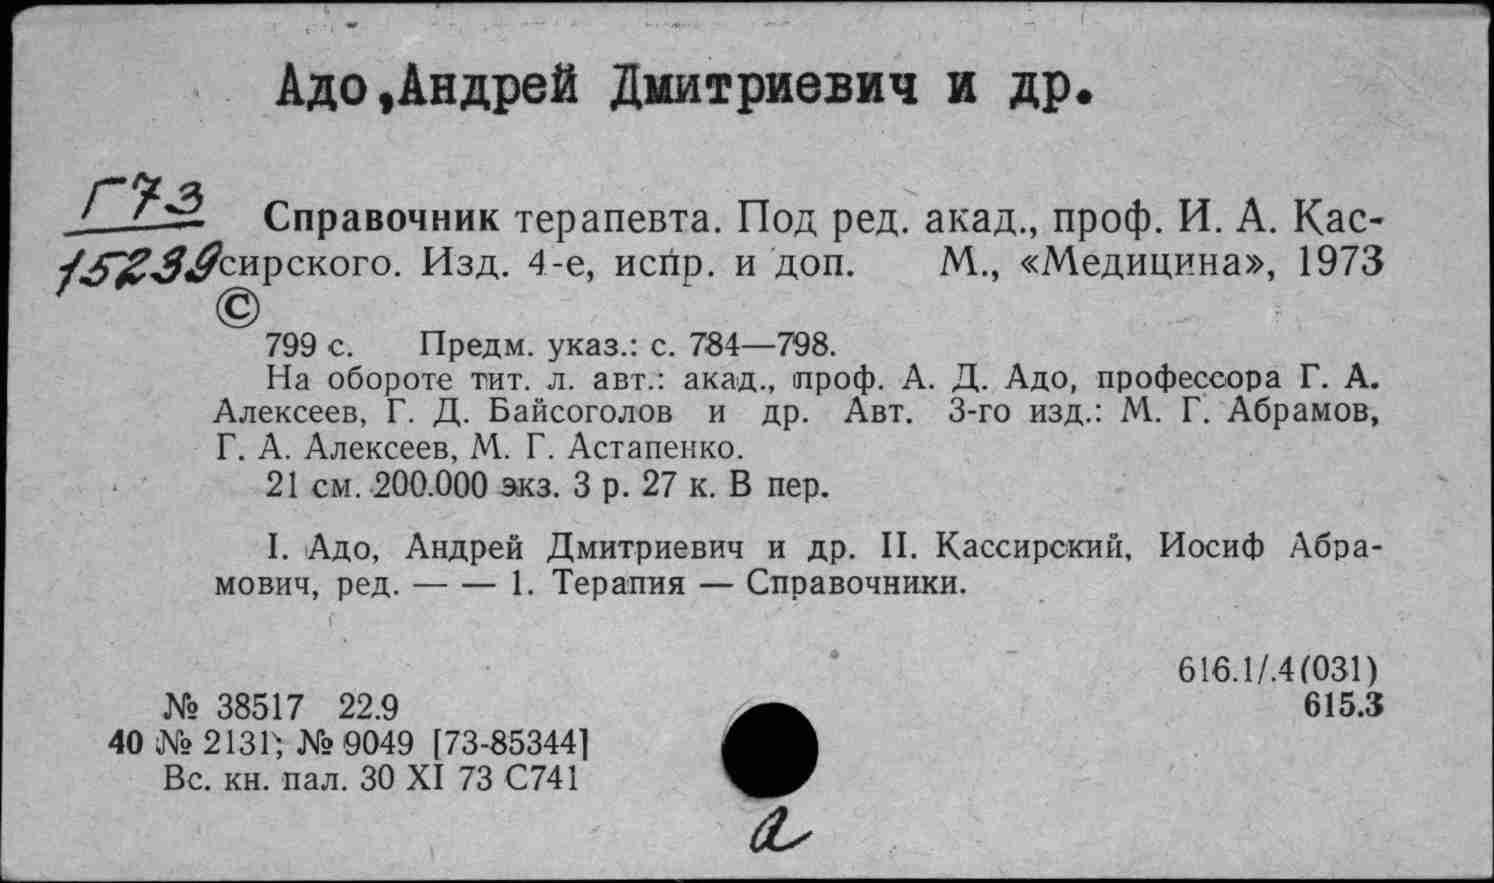 Адо,Андрей Дмитриевич и др.
Г73
15239
Справочник терапевта. Под ред. акад., проф. И. А. Кас-
сирского. Изд. 4-е, испр. и доп. М., «Медицина», 1973
©
799 с. Предм. указ.: с. 784—798.
На обороте тит. л. авт.: акад., проф. А. Д. Адо, профессора Г. А.
Алексеев, Г. Д. Байсоголов и др. Авт. 3-го изд.: М. Г. Абрамов,
Г. А. Алексеев, М. Г. Астапенко.
21 см. 200.000 экз. 3 р. 27 к. В пер.
I. Адо, Андрей Дмитриевич и др. II. Кассирский, Иосиф Абра-
мович, ред. — — 1. Терапия — Справочники.
616.1/.4(031)
615.3
№ 38517 22.9
40 № 2131; № 9049 [73-85344]
Вс. кн. пал. 30 XI 73 С741